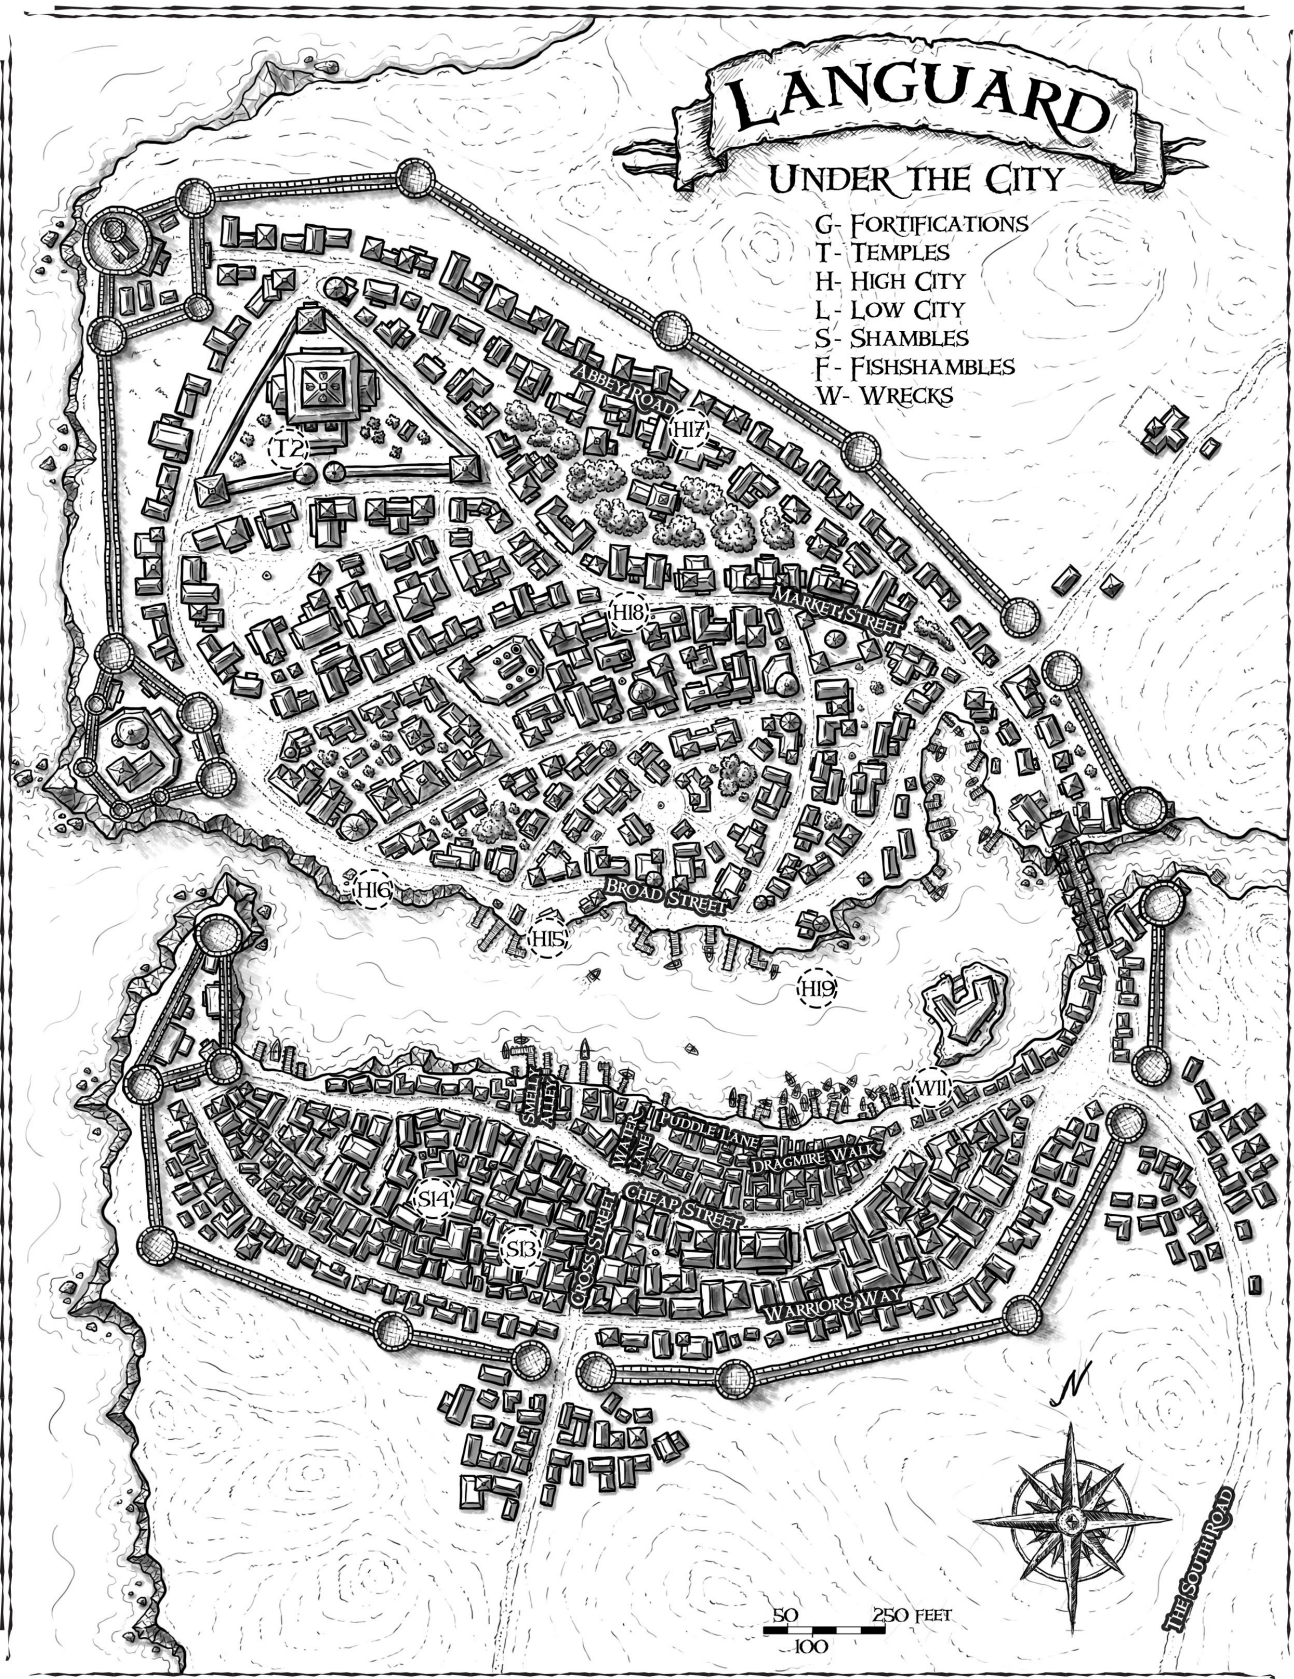 LANGUARD
UNDER THE CITY
G- FORTIFICATIONS
T- TEMPLES
H- HIGH CITY
L- LOW CITY
S- SHAMBLES
F- FISHSHAMBLES
W- WRECKS
ABBEY ROAD
H17
T2
MARKET STREET
H18
H16
BROAD STREET
H15
H19
W11
SMELLY
ALLEY
WATER
LANE
PUDDLE LANE
DRAGMIRE WALK
S14
CHEAP STREET
S13
CROSS STREET
WARRIOR'S WAY
N
THE SOUTH ROAD
50 250 FEET
100